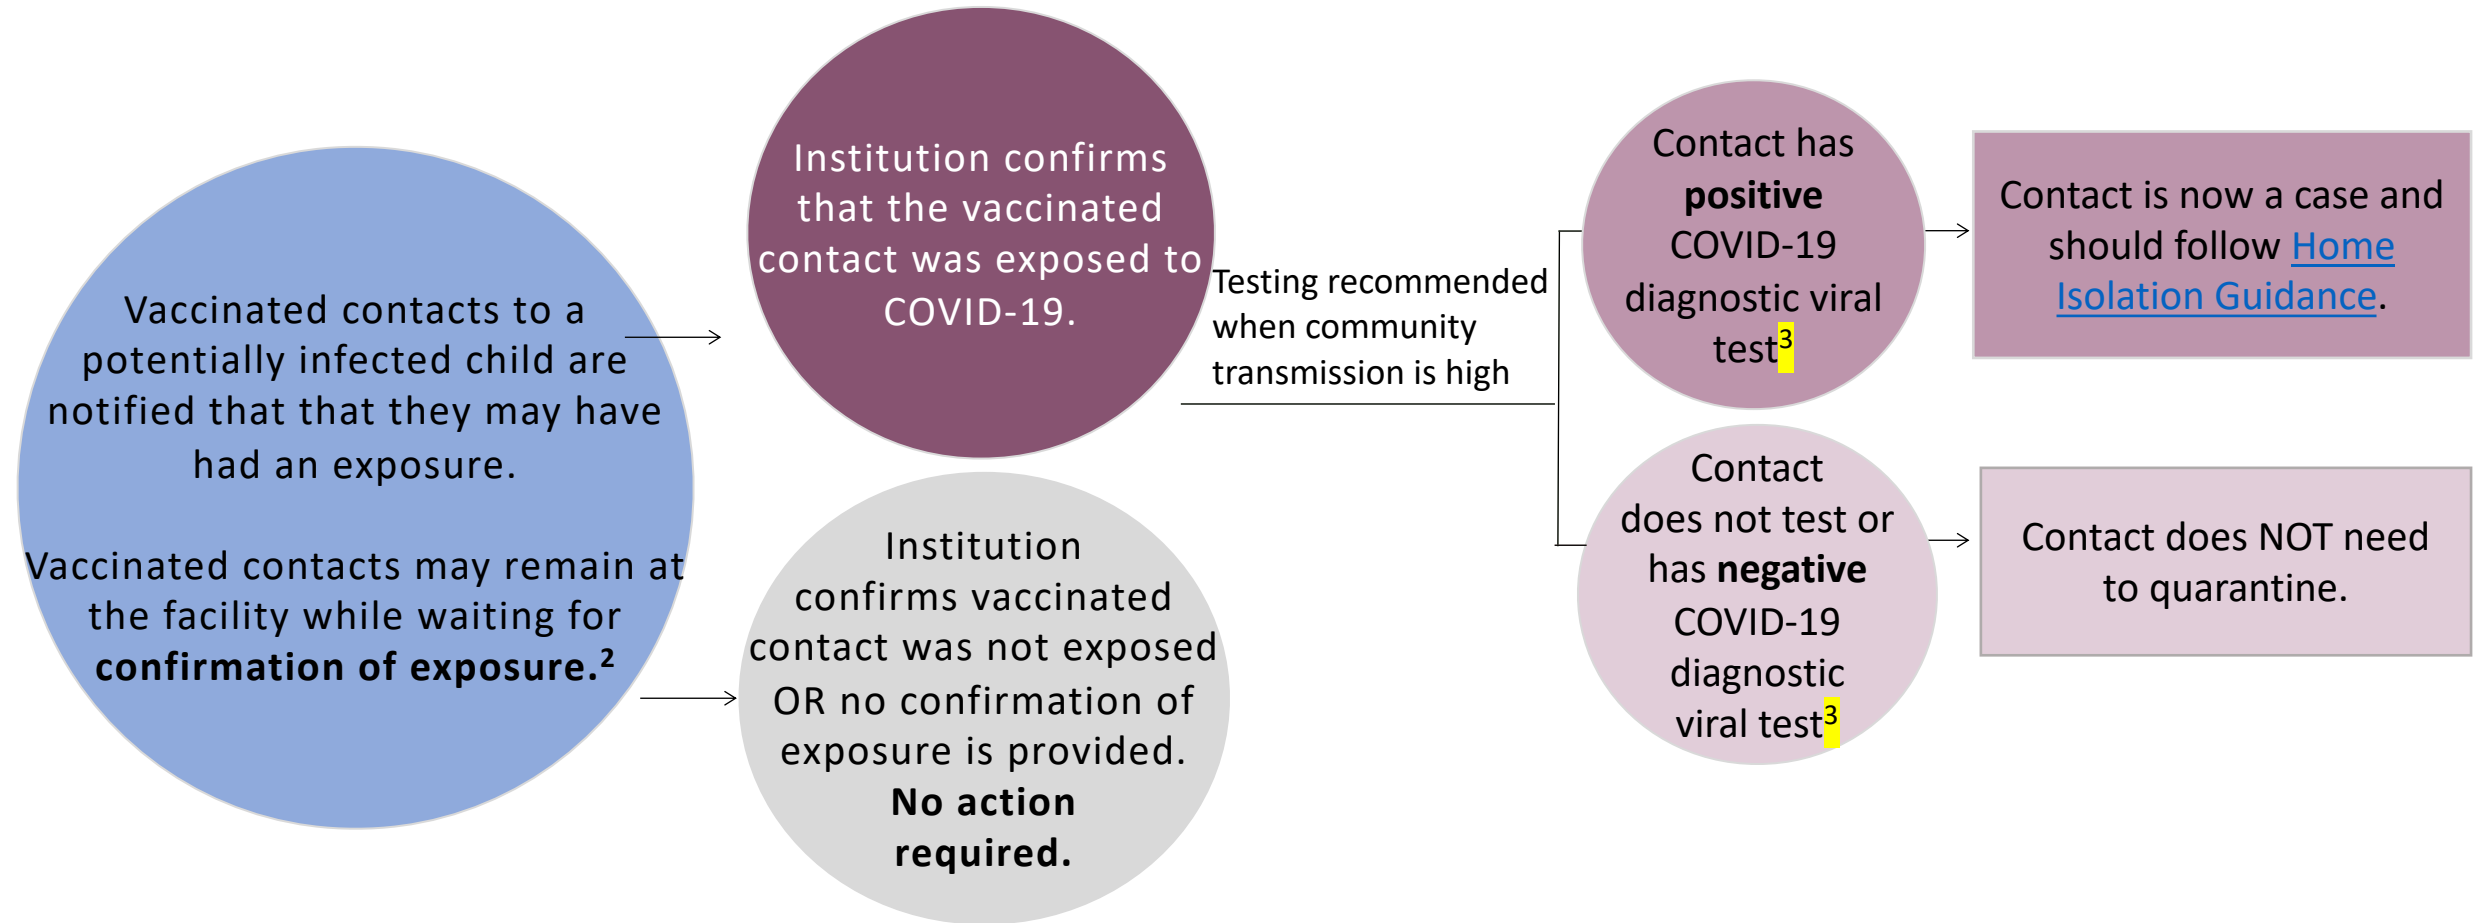 Vaccinated contacts to a
potentially infected child are
notified that that they may have
had an exposure.
Vaccinated contacts may remain at
the facility while waiting for
confirmation of exposure.2
Institution confirms
that the vaccinated
contact was exposed to
COVID-19.
Institution
confirms vaccinated
contact was not exposed
OR no confirmation of
exposure is provided.
No action
required.
Testing recommended
when community
transmission is high
Contact has
positive
COVID-19
diagnostic viral
test3
Contact is now a case and
should follow Home
Isolation Guidance.
Contact
does not test or
has negative
COVID-19
diagnostic
viral test3
Contact does NOT need
to quarantine.